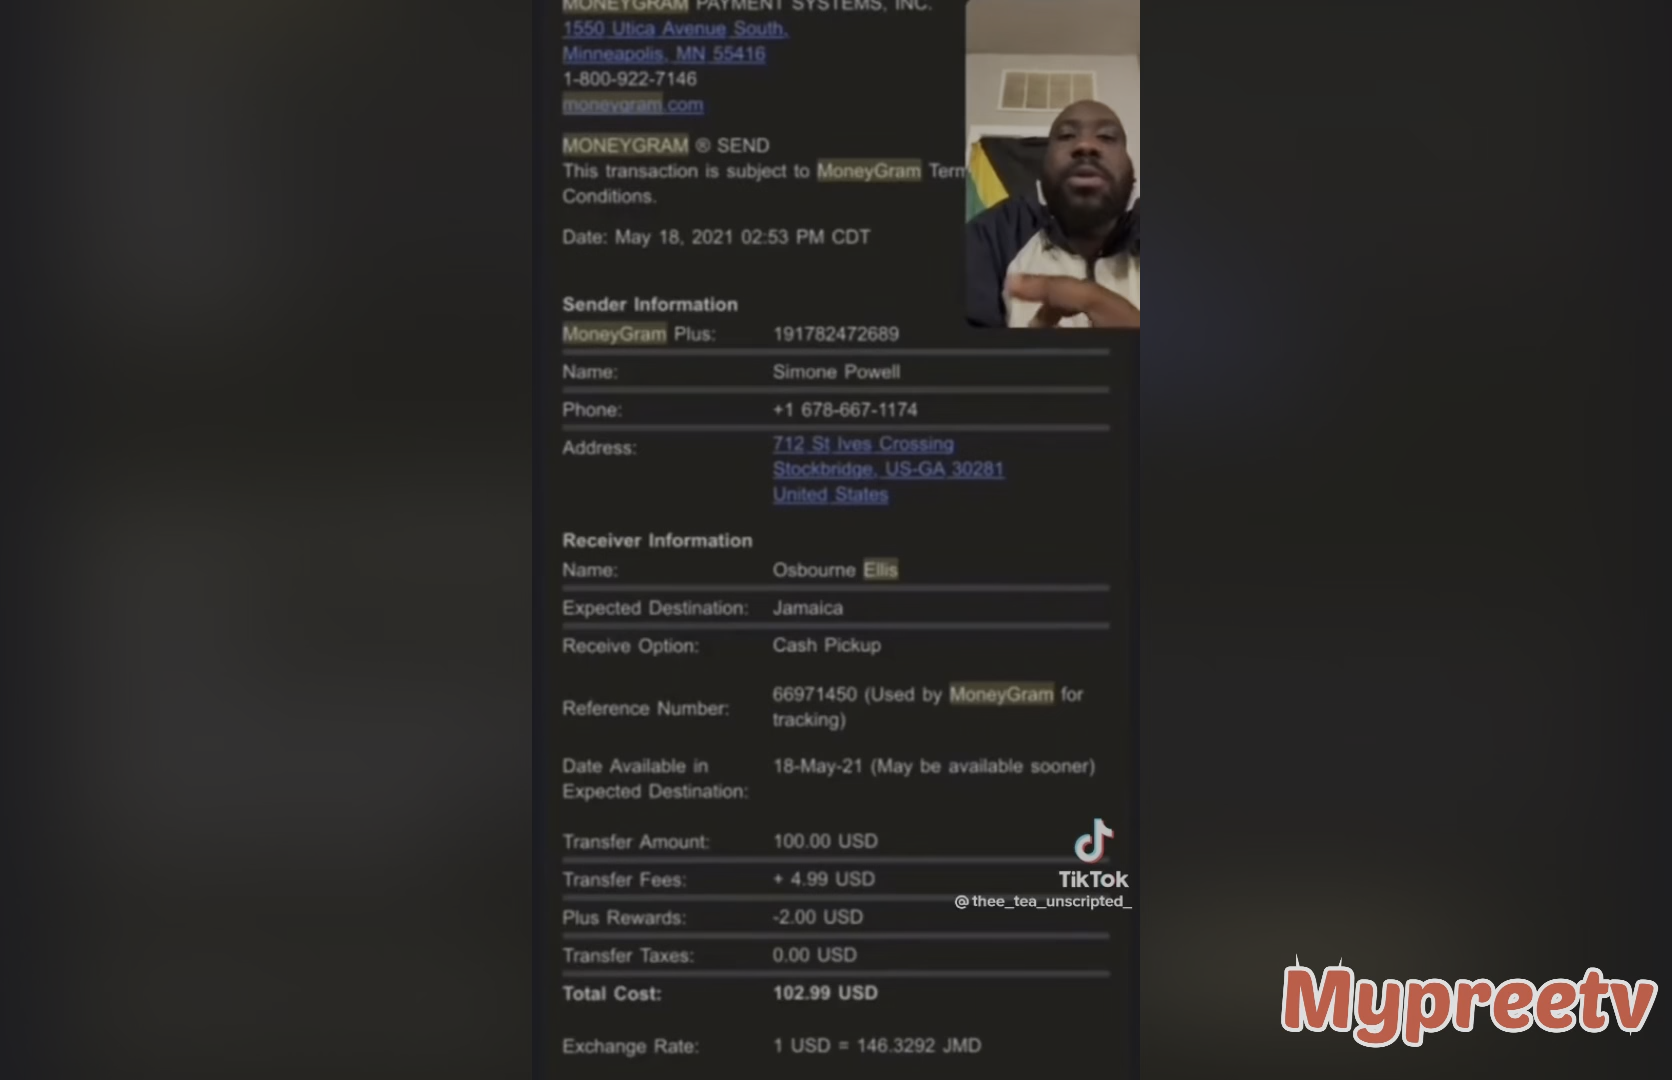 MONEYGRAM PAYMENT SYSTEMS, INC.
1550 Utica Avenue South,
Minneapolis, MN 55416
1-800-922-7146
moneygram.com
MONEYGRAM ® SEND
This transaction is subject to MoneyGram Term
Conditions.
Date: May 18, 2021 02:53 PM CDT
Sender Information
MoneyGram Plus: 191782472689
Name: Simone Powell
Phone: +1 678-667-1174
Address: 712 St Ives Crossing
Stockbridge, US-GA 30281
United States
Receiver Information
Name: Osbourne Ellis
Expected Destination: Jamaica
Receive Option: Cash Pickup
Reference Number: 66971450 (Used by MoneyGram for
tracking)
Date Available in 18-May-21 (May be available sooner)
Expected Destination:
Transfer Amount: 100.00 USD
Transfer Fees: + 4.99 USD
Plus Rewards: -2.00 USD
Transfer Taxes: 0.00 USD
Total Cost: 102.99 USD
Exchange Rate: 1 USD = 146.3292 JMD
TikTok
@thee_tea_unscripted_
Mypreetv